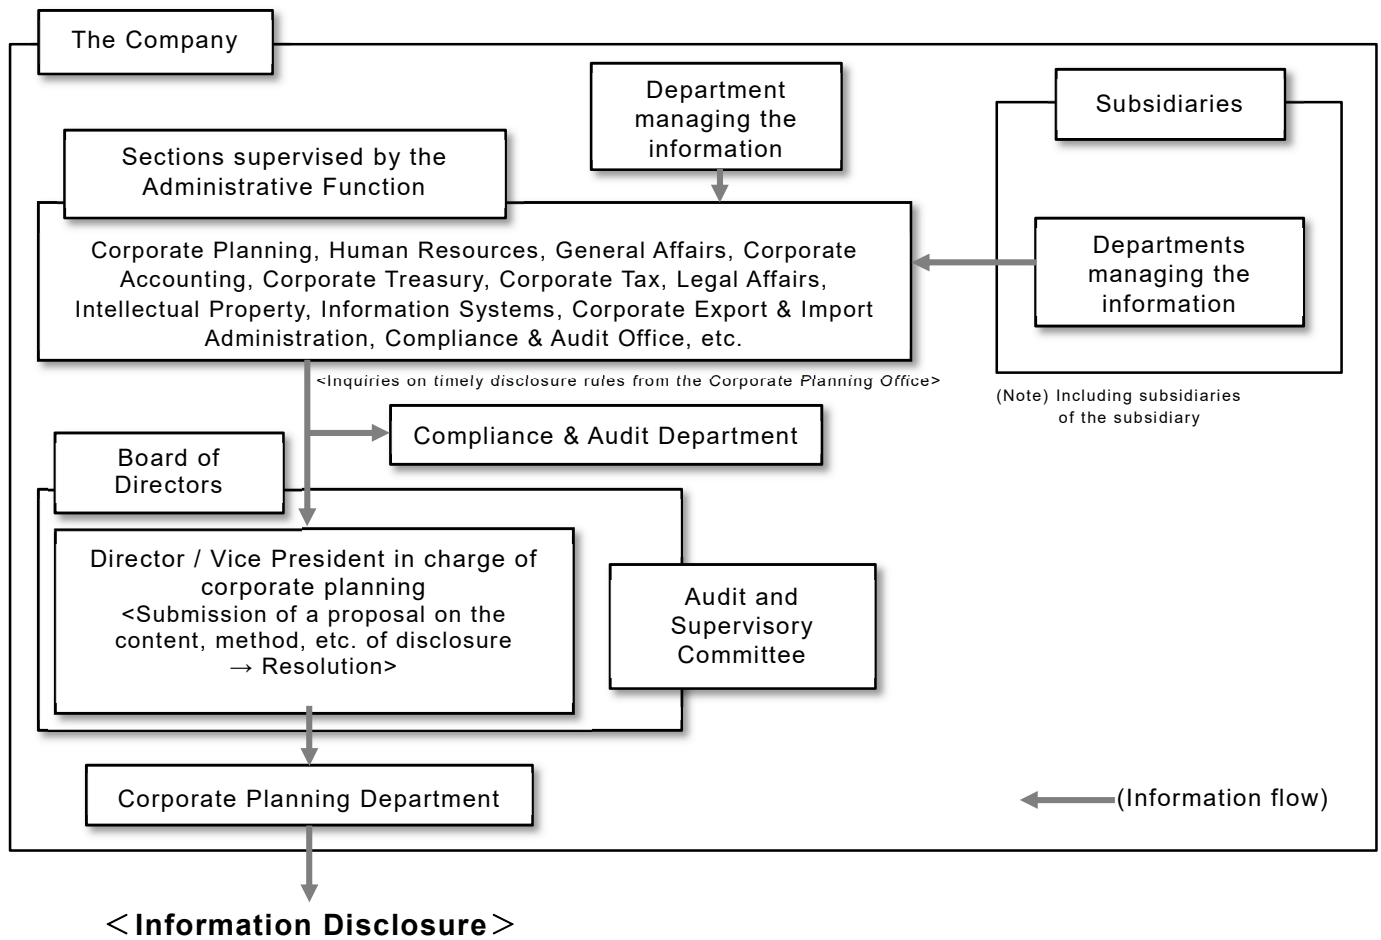 The Company
Department
managing the
information
Subsidiaries
Sections supervised by the
Administrative Function
Corporate Planning, Human Resources, General Affairs, Corporate
Accounting, Corporate Treasury, Corporate Tax, Legal Affairs,
Intellectual Property, Information Systems, Corporate Export & Import
Administration, Compliance & Audit Office, etc.
Departments
managing the
information
<Inquiries on timely disclosure rules from the Corporate Planning Office>
(Note) Including subsidiaries
of the subsidiary
Compliance & Audit Department
Board of
Directors
Director / Vice President in charge of
corporate planning
<Submission of a proposal on the
content, method, etc. of disclosure
→ Resolution>
Audit and
Supervisory
Committee
Corporate Planning Department
(Information flow)
＜Information Disclosure＞